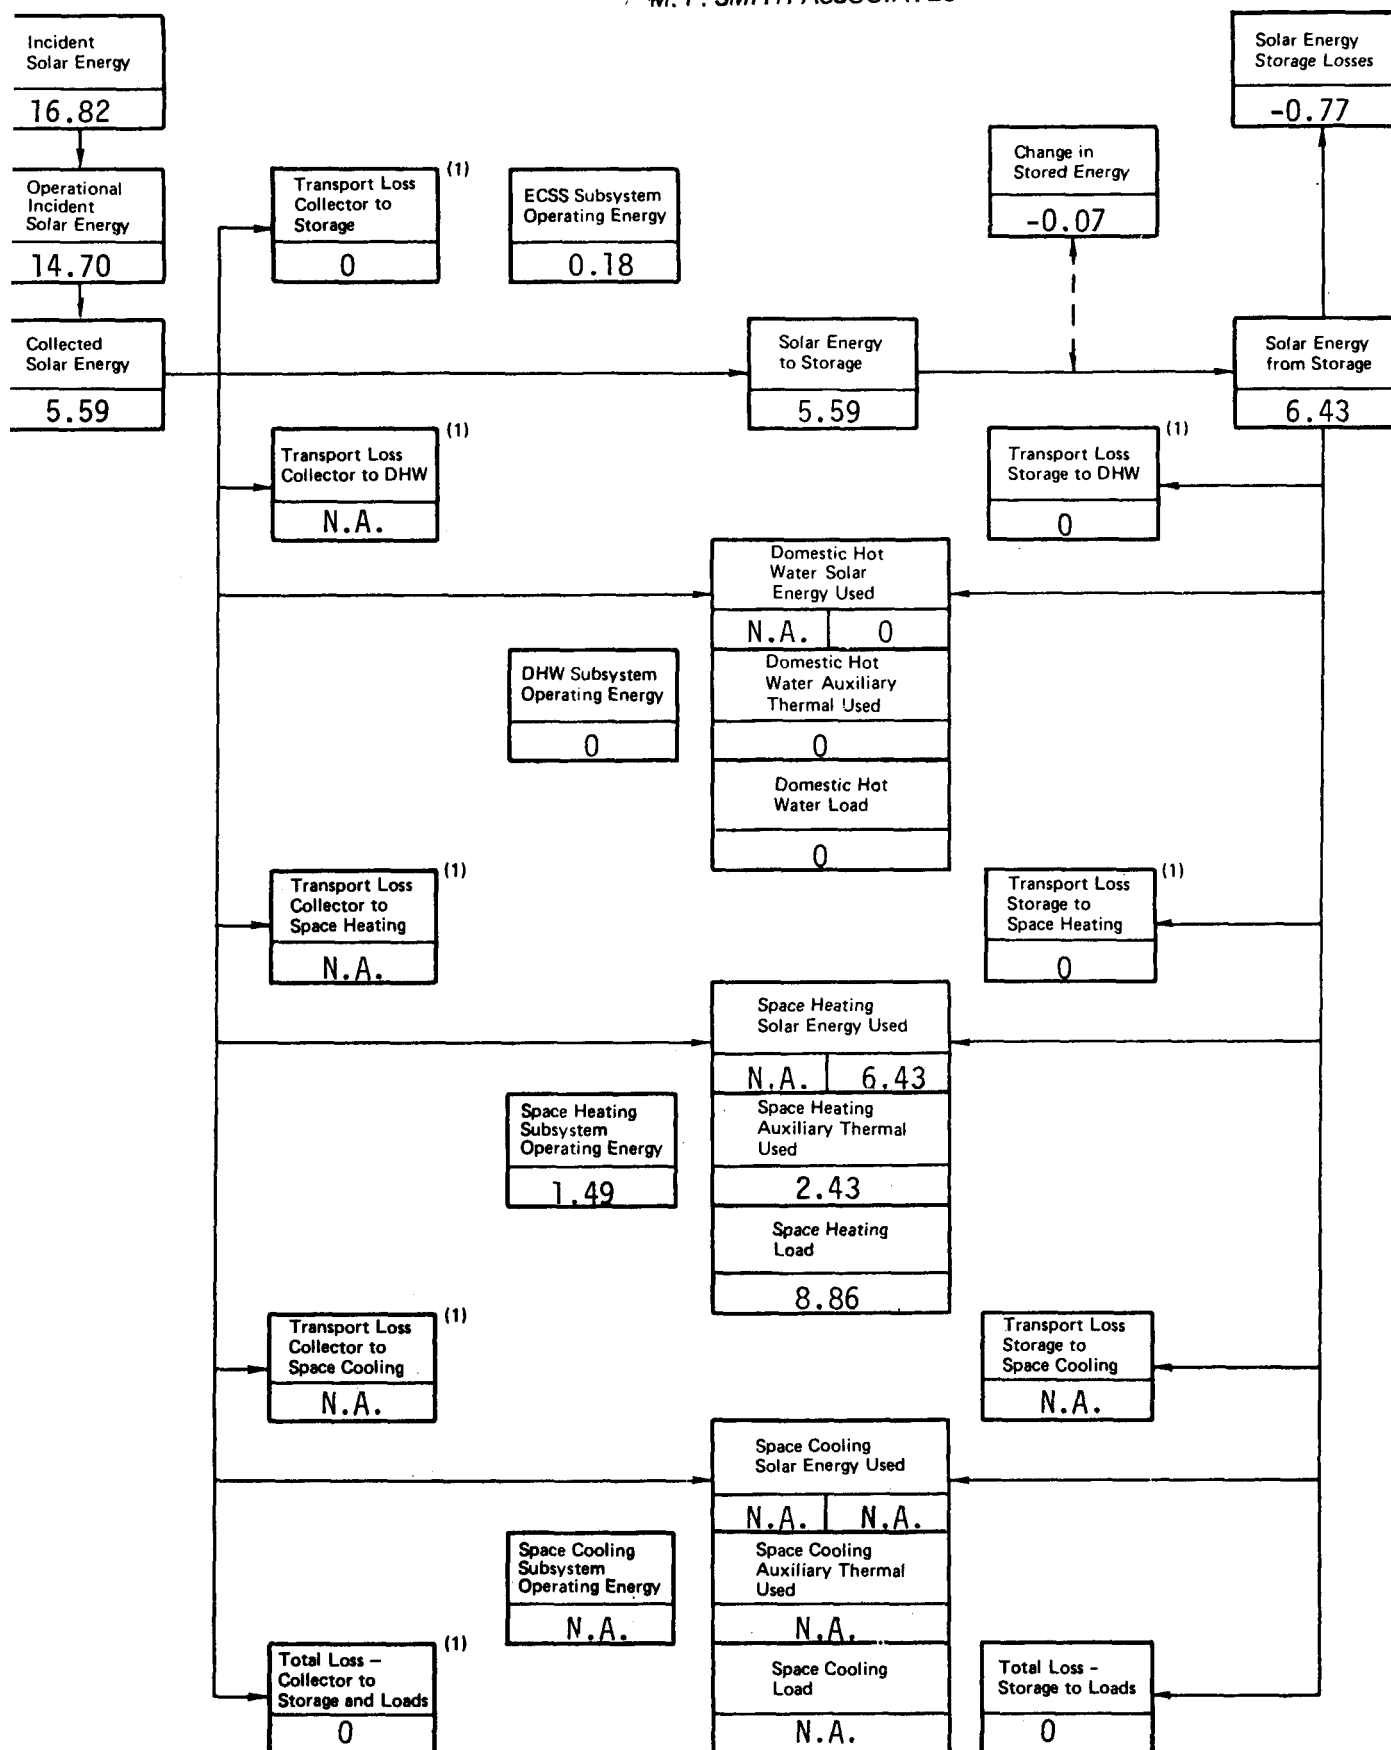 M. F. SMITH ASSOCIATES
Incident
Solar Energy
16.82
Solar Energy
Storage Losses
-0.77
Change in
Stored Energy
-0.07
Operational
Incident
Solar Energy
14.70
Transport Loss
Collector to
Storage
0
(1)
ECSS Subsystem
Operating Energy
0.18
Collected
Solar Energy
5.59
Solar Energy
to Storage
5.59
Solar Energy
from Storage
6.43
Transport Loss
Collector to DHW
N.A.
(1)
Transport Loss
Storage to DHW
0
(1)
Domestic Hot
Water Solar
Energy Used
N.A. 0
Domestic Hot
Water Auxiliary
Thermal Used
0
Domestic Hot
Water Load
0
DHW Subsystem
Operating Energy
0
Transport Loss
Collector to
Space Heating
N.A.
(1)
Transport Loss
Storage to
Space Heating
0
(1)
Space Heating
Solar Energy Used
N.A. 6.43
Space Heating
Auxiliary Thermal
Used
2.43
Space Heating
Load
8.86
Space Heating
Subsystem
Operating Energy
1.49
Transport Loss
Collector to
Space Cooling
N.A.
(1)
Transport Loss
Storage to
Space Cooling
N.A.
Space Cooling
Solar Energy Used
N.A. N.A.
Space Cooling
Auxiliary Thermal
Used
N.A.
Space Cooling
Load
N.A.
Space Cooling
Subsystem
Operating Energy
N.A.
Total Loss –
Collector to
Storage and Loads
0
(1)
Total Loss -
Storage to Loads
0